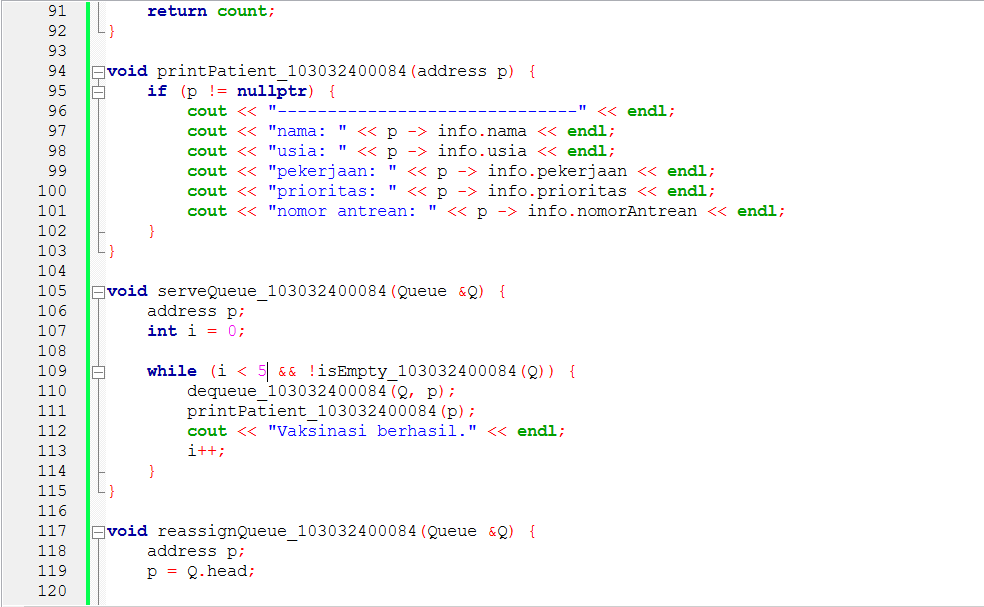 91 return count;
92 }
93
94 void printPatient_103032400084(address p) {
95 if (p != nullptr) {
96 cout << "------------------------------" << endl;
97 cout << "nama: " << p -> info.nama << endl;
98 cout << "usia: " << p -> info.usia << endl;
99 cout << "pekerjaan: " << p -> info.pekerjaan << endl;
100 cout << "prioritas: " << p -> info.prioritas << endl;
101 cout << "nomor antrean: " << p -> info.nomorAntrean << endl;
102 }
103 }
104
105 void serveQueue_103032400084(Queue &Q) {
106 address p;
107 int i = 0;
108
109 while (i < 5 && !isEmpty_103032400084(Q)) {
110 dequeue_103032400084(Q, p);
111 printPatient_103032400084(p);
112 cout << "Vaksinasi berhasil." << endl;
113 i++;
114 }
115 }
116
117 void reassignQueue_103032400084(Queue &Q) {
118 address p;
119 p = Q.head;
120